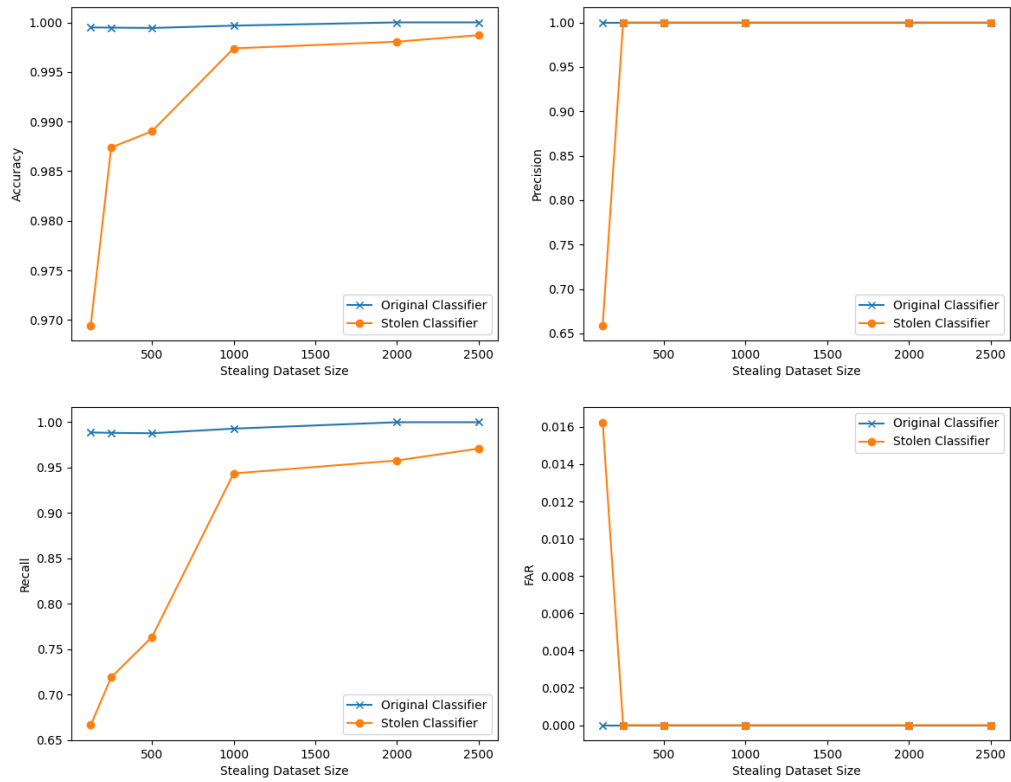 1.000
0.995
0.990
0.985
0.980
0.975
0.970
Accuracy
500 1000 1500 2000 2500
Stealing Dataset Size
Original Classifier
Stolen Classifier
1.00
0.95
0.90
0.85
0.80
0.75
0.70
0.65
Precision
500 1000 1500 2000 2500
Stealing Dataset Size
Original Classifier
Stolen Classifier
1.00
0.95
0.90
0.85
0.80
0.75
0.70
0.65
Recall
500 1000 1500 2000 2500
Stealing Dataset Size
Original Classifier
Stolen Classifier
0.016
0.014
0.012
0.010
0.008
0.006
0.004
0.002
0.000
FAR
500 1000 1500 2000 2500
Stealing Dataset Size
Original Classifier
Stolen Classifier